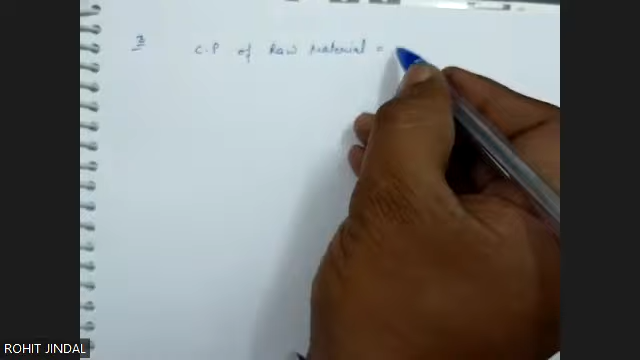 3 C.P of Raw Material =
ROHIT JINDAL